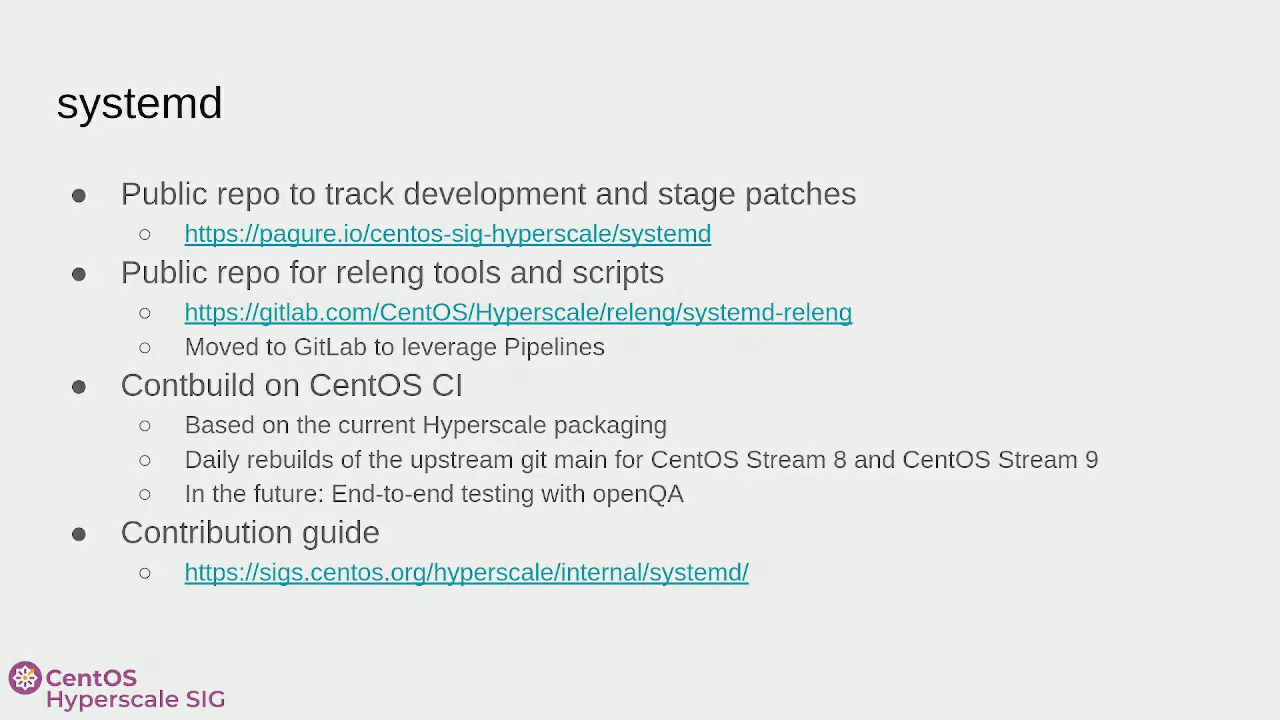 systemd
● Public repo to track development and stage patches
○ https://pagure.io/centos-sig-hyperscale/systemd
● Public repo for releng tools and scripts
○ https://gitlab.com/CentOS/Hyperscale/releng/systemd-releng
○ Moved to GitLab to leverage Pipelines
● Contbuild on CentOS CI
○ Based on the current Hyperscale packaging
○ Daily rebuilds of the upstream git main for CentOS Stream 8 and CentOS Stream 9
○ In the future: End-to-end testing with openQA
● Contribution guide
○ https://sigs.centos.org/hyperscale/internal/systemd/
CentOS
Hyperscale SIG